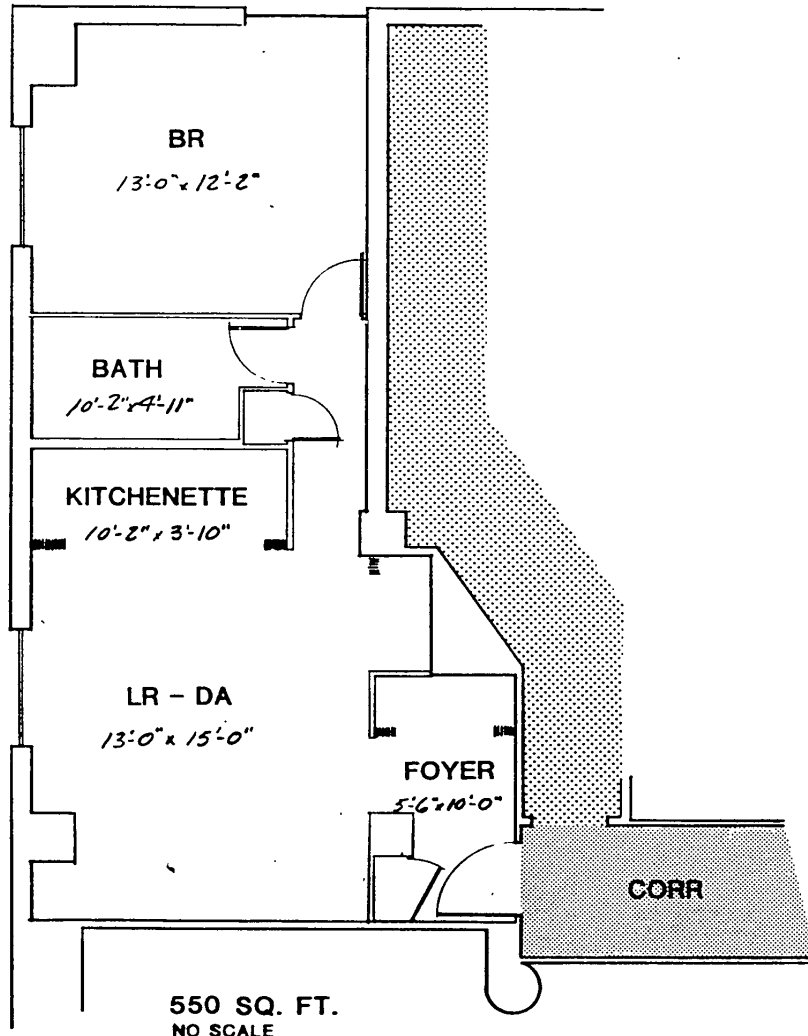 BR
13'-0" x 12'-2"
BATH
10'-2" x 4'-11"
KITCHENETTE
10'-2" x 3'-10"
LR - DA
13'-0" x 15'-0"
FOYER
5'-6" x 10'-0"
CORR
550 SQ. FT.
NO SCALE